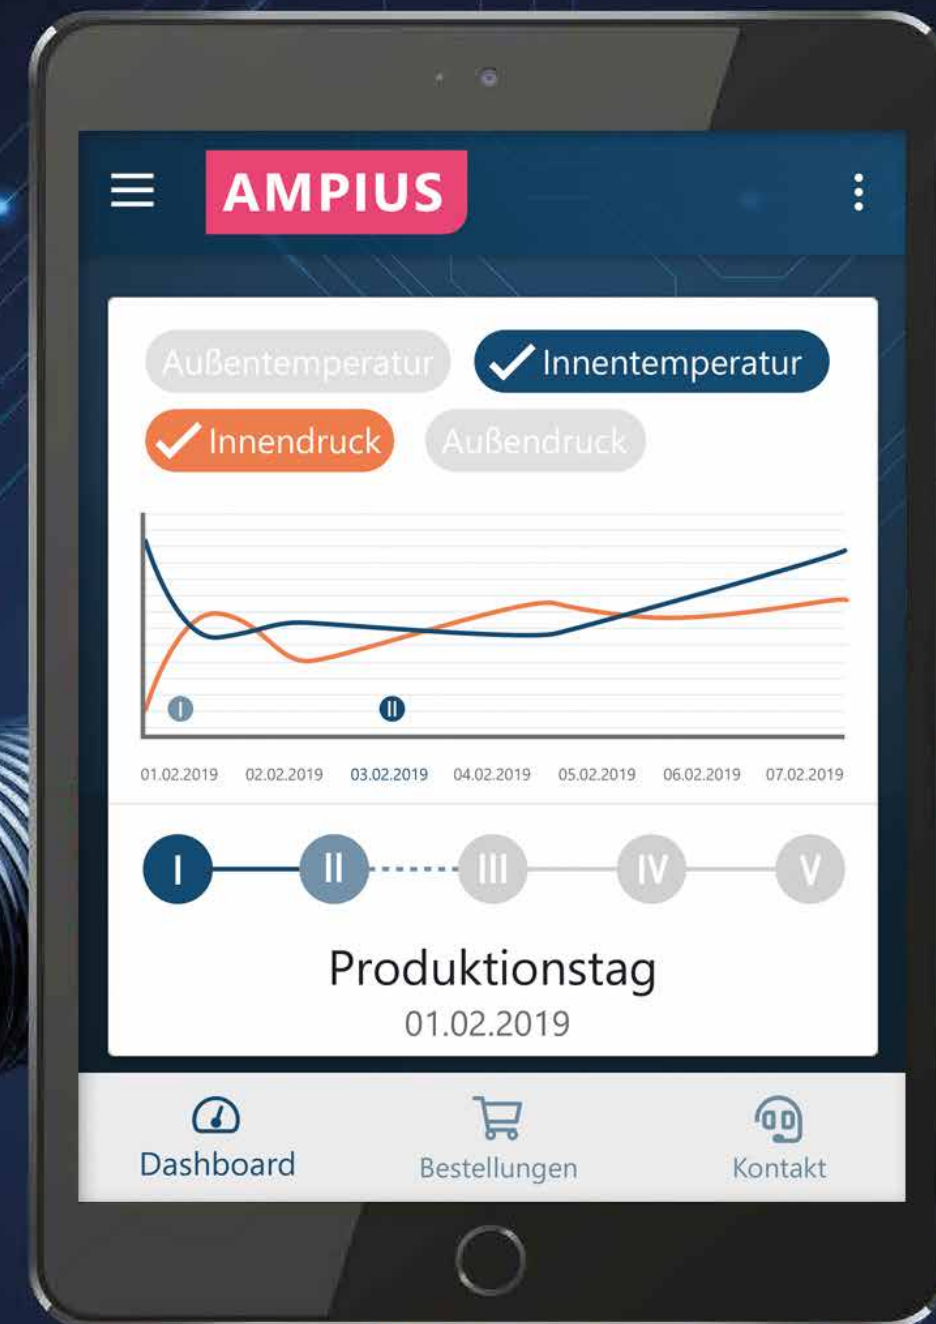 AMPIUS
Außentemperatur
Innentemperatur
Innendruck
Außendruck
I
II
01.02.2019 02.02.2019 03.02.2019 04.02.2019 05.02.2019 06.02.2019 07.02.2019
I II III IV V
Produktionstag
01.02.2019
Dashboard Bestellungen Kontakt